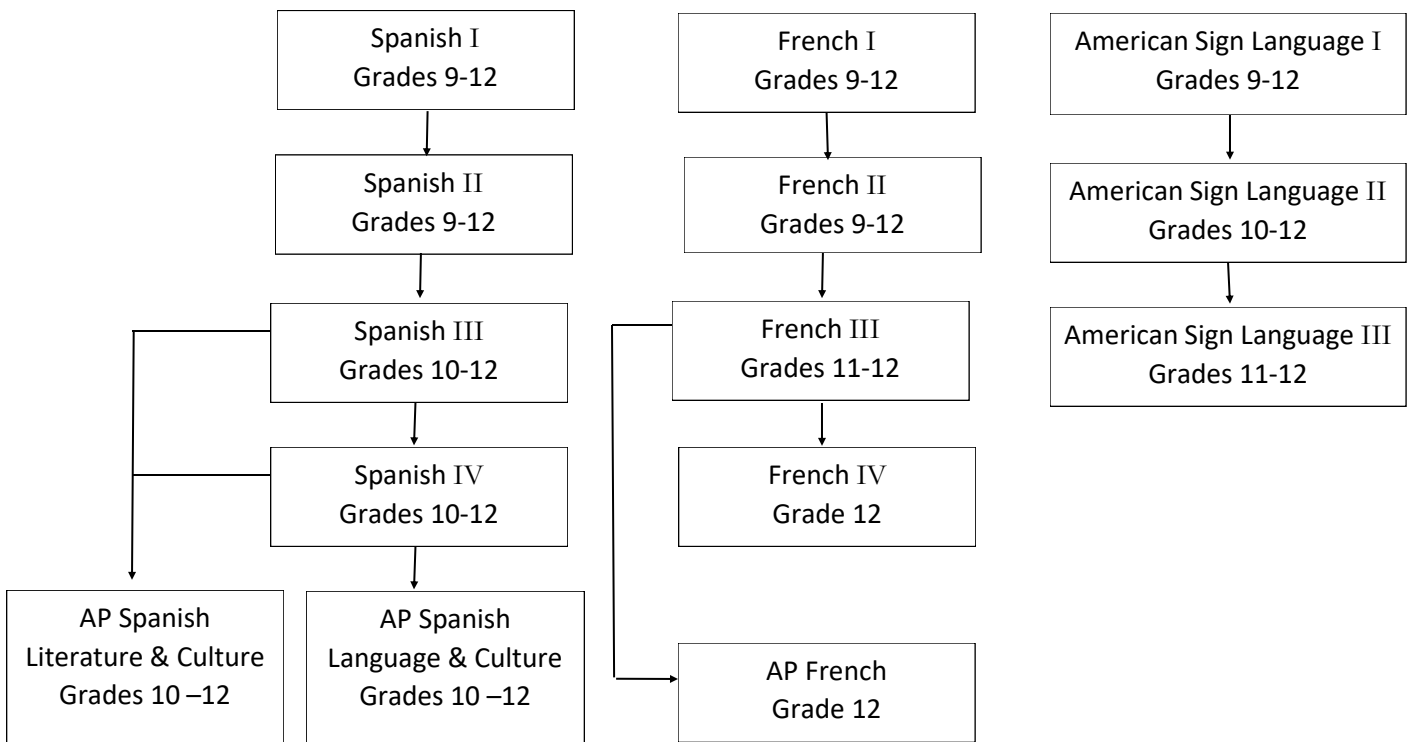 Spanish I
Grades 9-12
French I
Grades 9-12
American Sign Language I
Grades 9-12
Spanish II
Grades 9-12
French II
Grades 9-12
American Sign Language II
Grades 10-12
Spanish III
Grades 10-12
French III
Grades 11-12
American Sign Language III
Grades 11-12
Spanish IV
Grades 10-12
French IV
Grade 12
AP Spanish
Literature & Culture
Grades 10 –12
AP Spanish
Language & Culture
Grades 10 –12
AP French
Grade 12